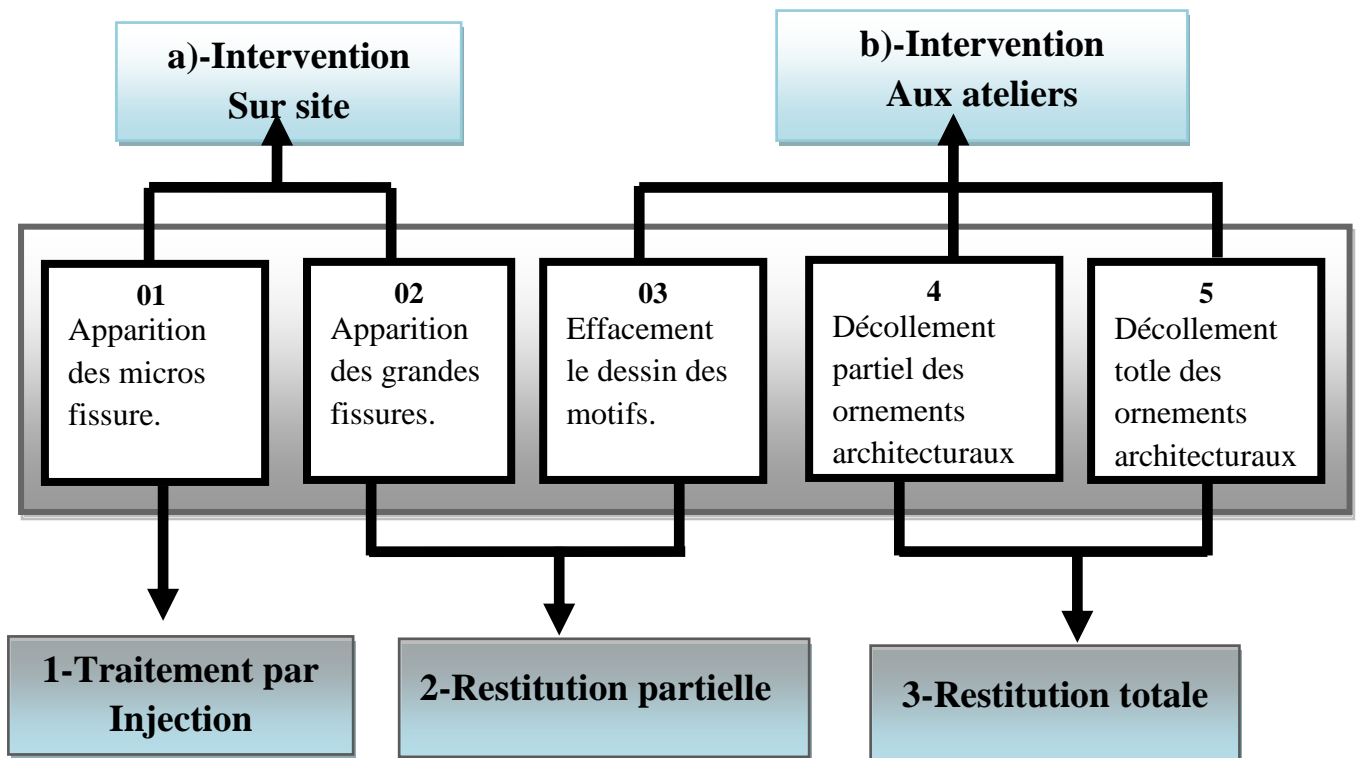 a)-Intervention
Sur site
b)-Intervention
Aux ateliers
01
Apparition
des micros
fissure.
02
Apparition
des grandes
fissures.
03
Effacement
le dessin des
motifs.
4
Décollement
partiel des
ornements
architecturaux
5
Décollement
totle des
ornements
architecturaux
1-Traitement par
Injection
2-Restitution partielle
3-Restitution totale